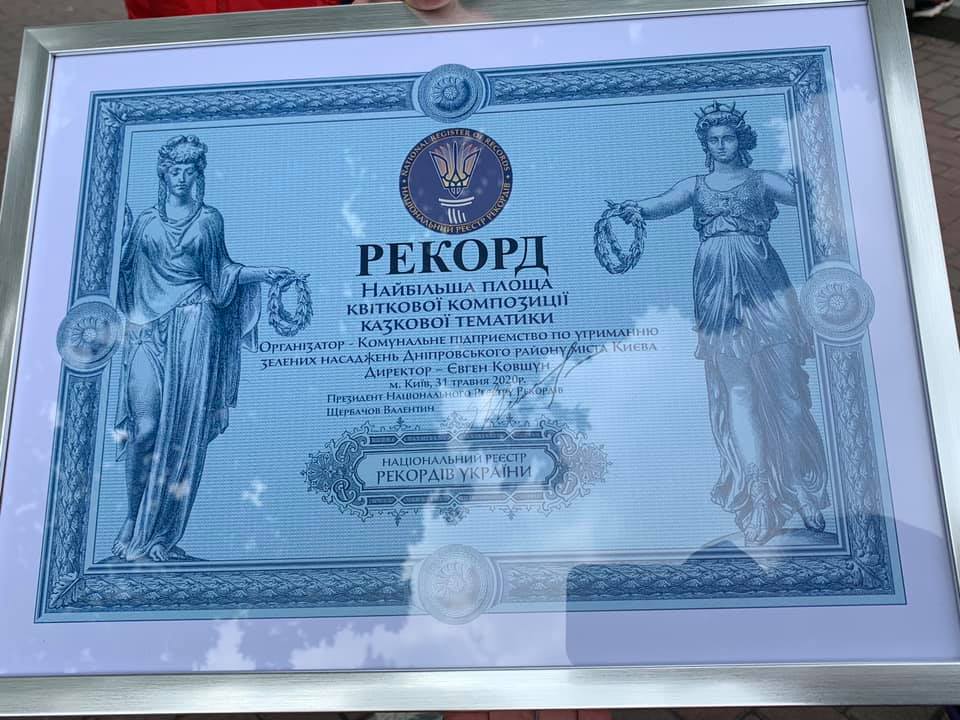 NATIONAL REGISTER OF RECORDS
НАЦІОНАЛЬНИЙ РЕЄСТР РЕКОРДІВ
РЕКОРД
НАЙБІЛЬША ПЛОЩА
КВІТКОВОЇ КОМПОЗИЦІЇ
КАЗКОВОЇ ТЕМАТИКИ
ОРГАНІЗАТОР – КОМУНАЛЬНЕ ПІДПРИЄМСТВО ПО УТРИМАННЮ
ЗЕЛЕНИХ НАСАДЖЕНЬ ДНІПРОВСЬКОГО РАЙОНУ МІСТА КИЄВА
ДИРЕКТОР – ЄВГЕН КОВШУН
М. КИЇВ, 31 ТРАВНЯ 2020Р.
ПРЕЗИДЕНТ НАЦІОНАЛЬНОГО РЕЄСТРУ РЕКОРДІВ
ЩЕРБАЧОВ ВАЛЕНТИН
НАЦІОНАЛЬНИЙ РЕЄСТР
РЕКОРДІВ УКРАЇНИ